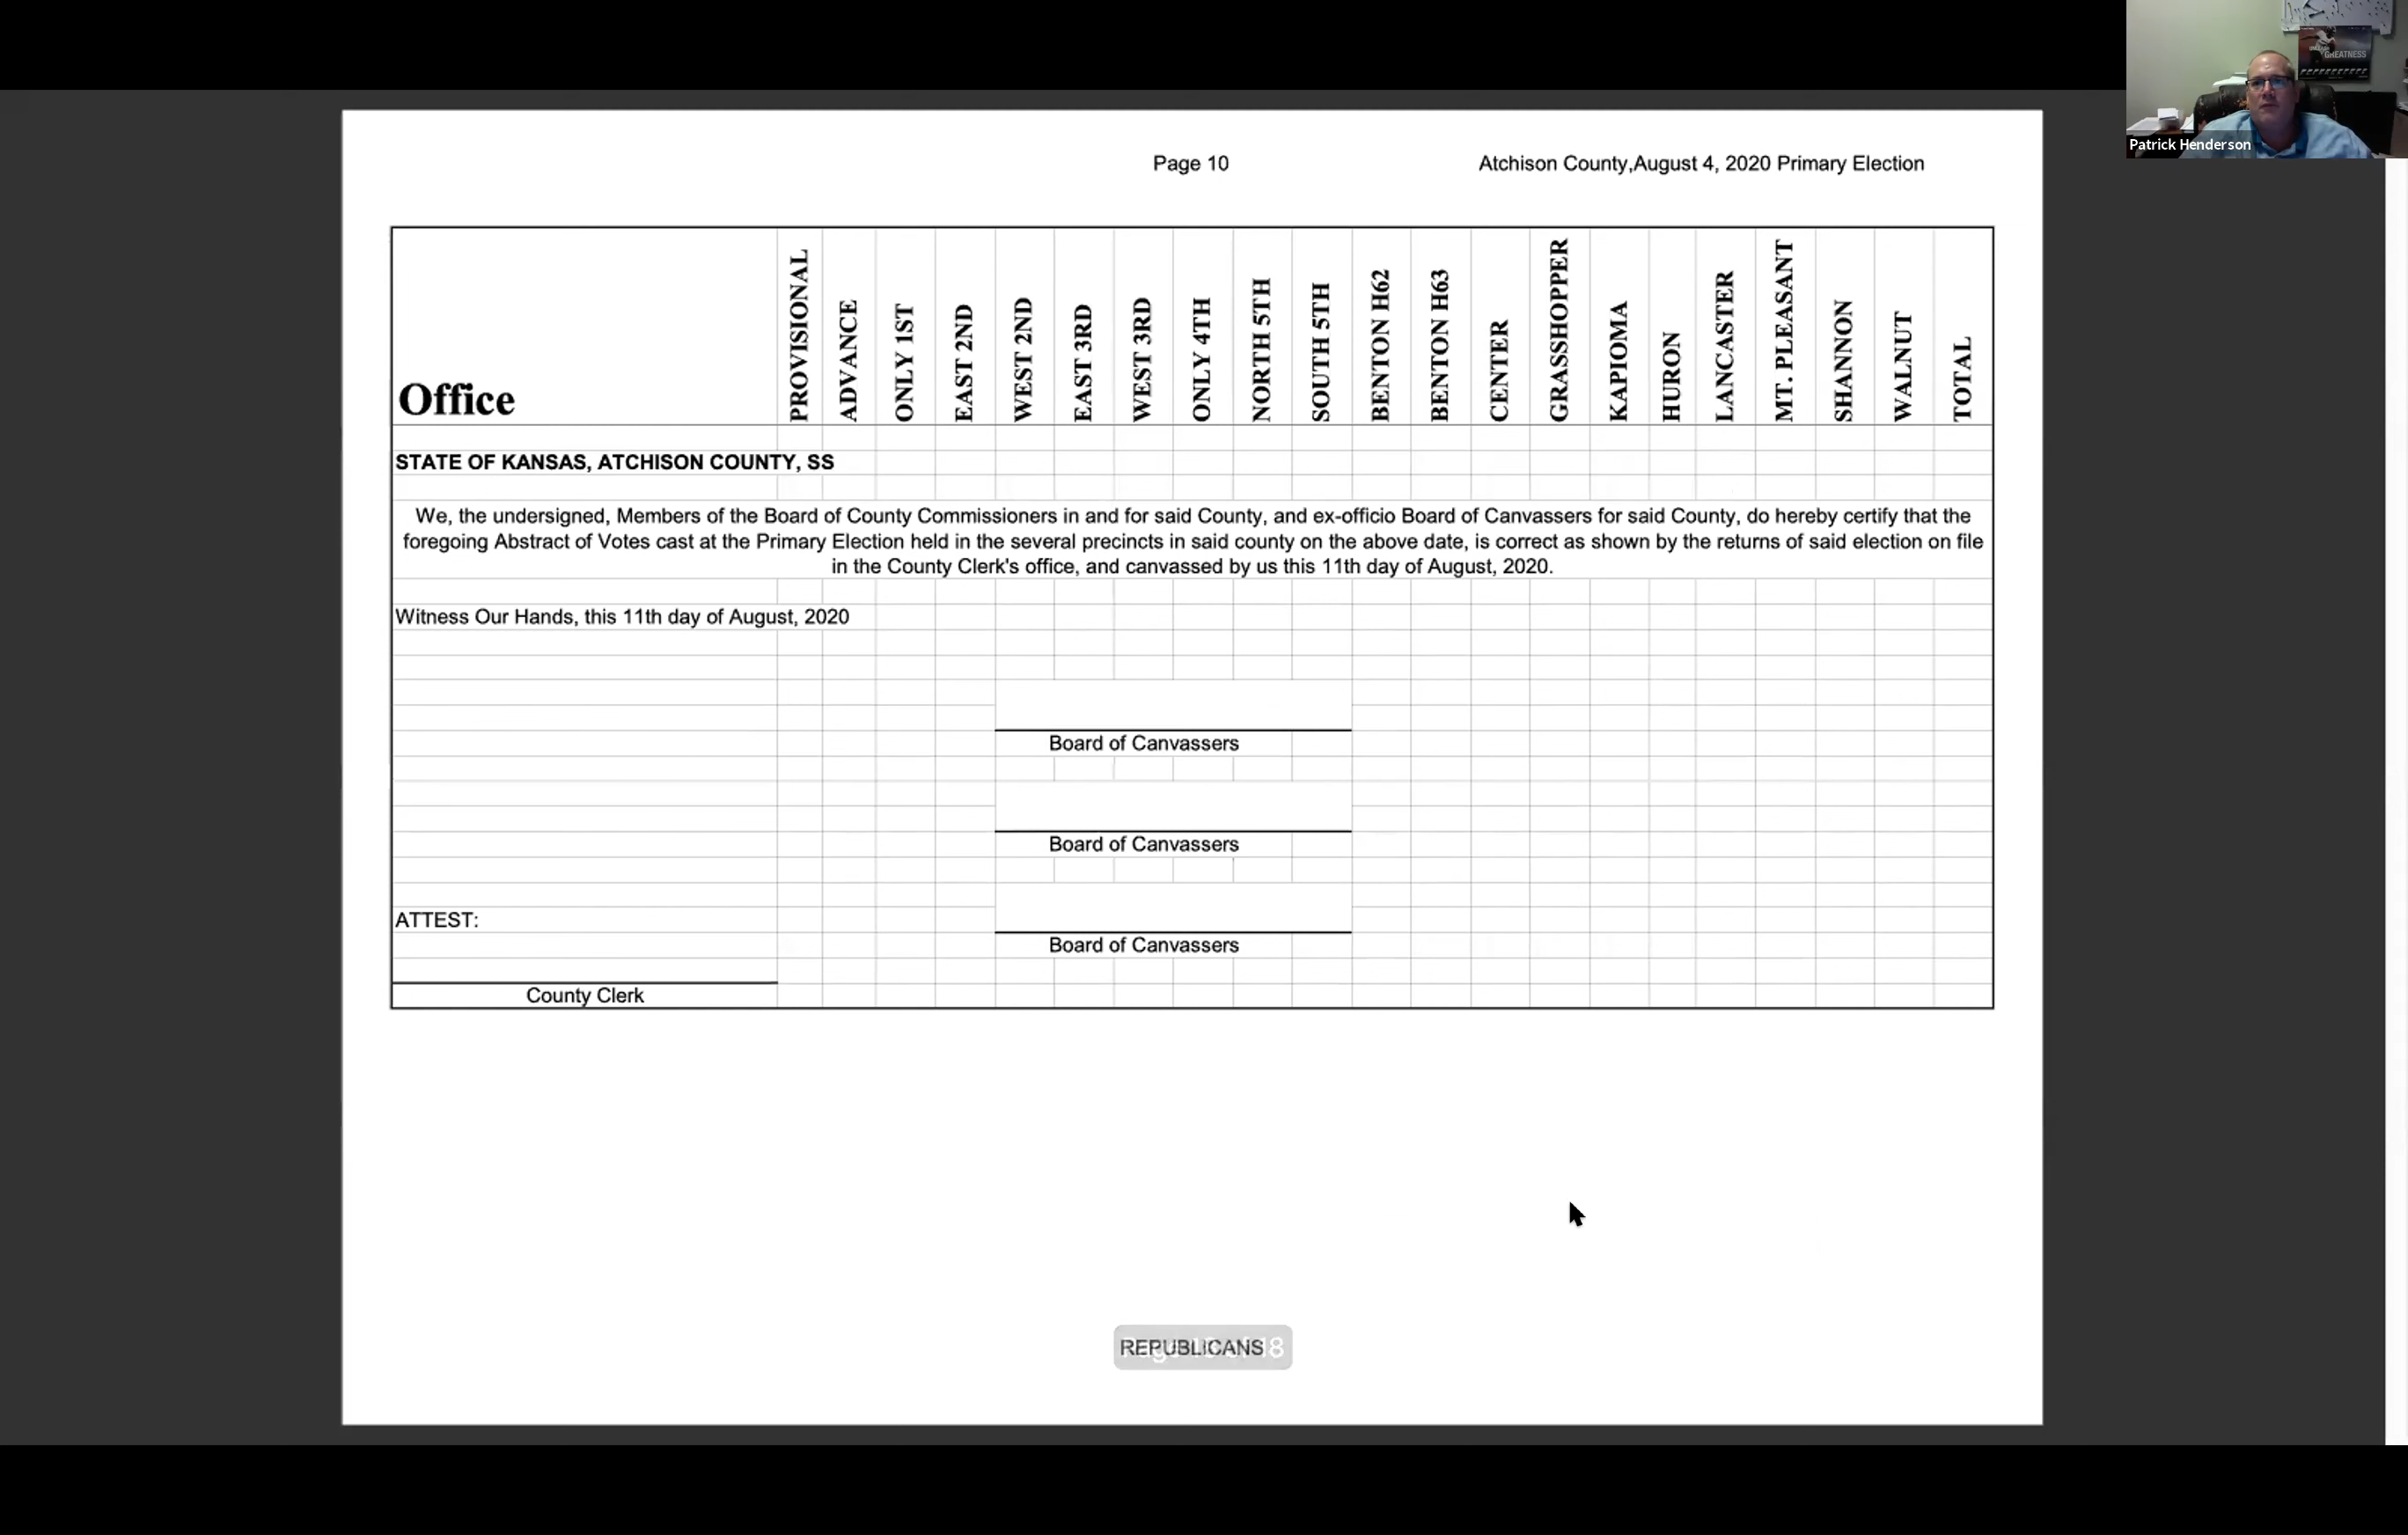 GREATNESS
Patrick Henderson
Page 10
Atchison County,August 4, 2020 Primary Election
Office
PROVISIONAL
ADVANCE
ONLY 1ST
EAST 2ND
WEST 2ND
EAST 3RD
WEST 3RD
ONLY 4TH
NORTH 5TH
SOUTH 5TH
BENTON H62
BENTON H63
CENTER
GRASSHOPPER
KAPIOMA
HURON
LANCASTER
MT. PLEASANT
SHANNON
WALNUT
TOTAL
STATE OF KANSAS, ATCHISON COUNTY, SS
We, the undersigned, Members of the Board of County Commissioners in and for said County, and ex-officio Board of Canvassers for said County, do hereby certify that the
foregoing Abstract of Votes cast at the Primary Election held in the several precincts in said county on the above date, is correct as shown by the returns of said election on file
in the County Clerk's office, and canvassed by us this 11th day of August, 2020.
Witness Our Hands, this 11th day of August, 2020
Board of Canvassers
Board of Canvassers
ATTEST:
Board of Canvassers
County Clerk
REPUBLICANS